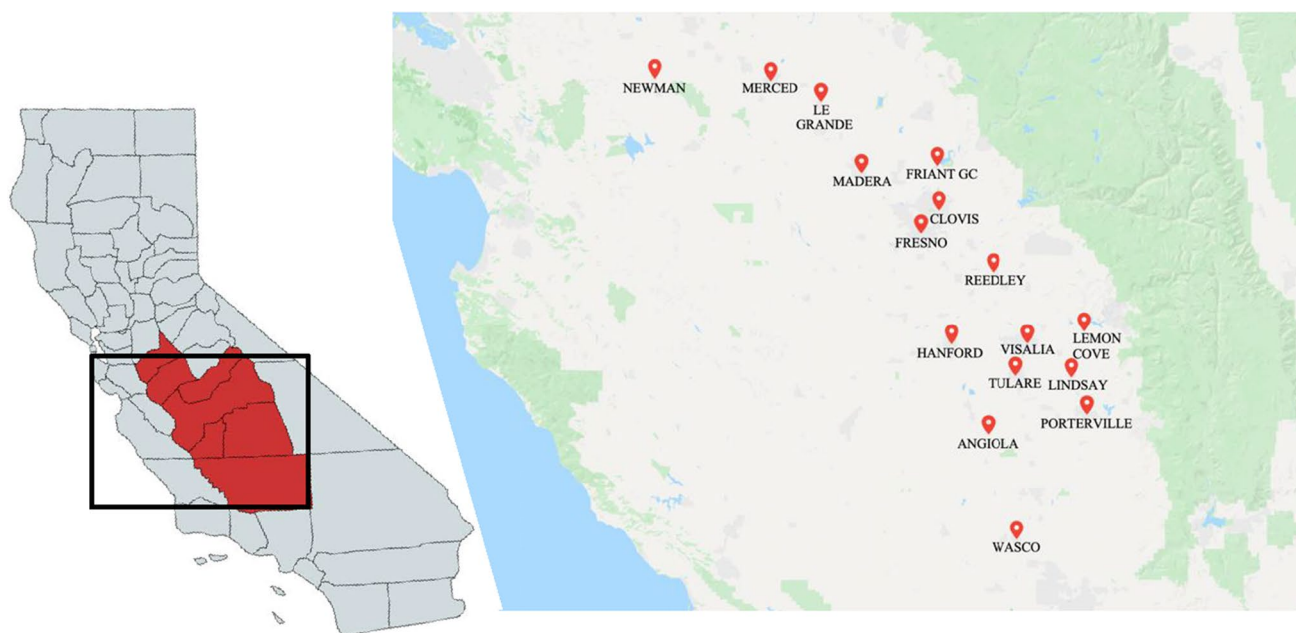 NEWMAN
MERCED
LE
GRANDE
MADERA
FRIANT GC
CLOVIS
FRESNO
REEDLEY
HANFORD
VISALIA
LEMON
COVE
TULARE
LINDSAY
PORTERVILLE
ANGIOLA
WASCO